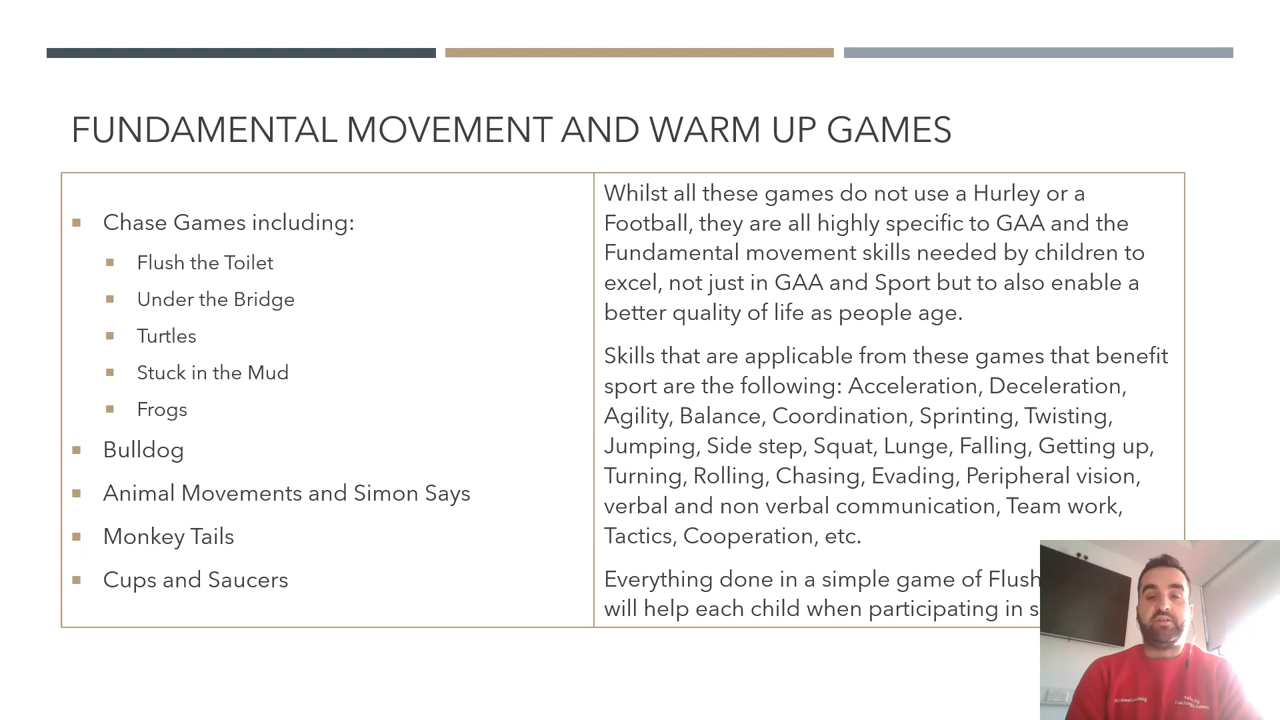 FUNDAMENTAL MOVEMENT AND WARM UP GAMES
Chase Games including:
Flush the Toilet
Under the Bridge
Turtles
Stuck in the Mud
Frogs
Bulldog
Animal Movements and Simon Says
Monkey Tails
Cups and Saucers
Whilst all these games do not use a Hurley or a
Football, they are all highly specific to GAA and the
Fundamental movement skills needed by children to
excel, not just in GAA and Sport but to also enable a
better quality of life as people age.
Skills that are applicable from these games that benefit
sport are the following: Acceleration, Deceleration,
Agility, Balance, Coordination, Sprinting, Twisting,
Jumping, Side step, Squat, Lunge, Falling, Getting up,
Turning, Rolling, Chasing, Evading, Peripheral vision,
verbal and non verbal communication, Team work,
Tactics, Cooperation, etc.
Everything done in a simple game of Flush
will help each child when participating in